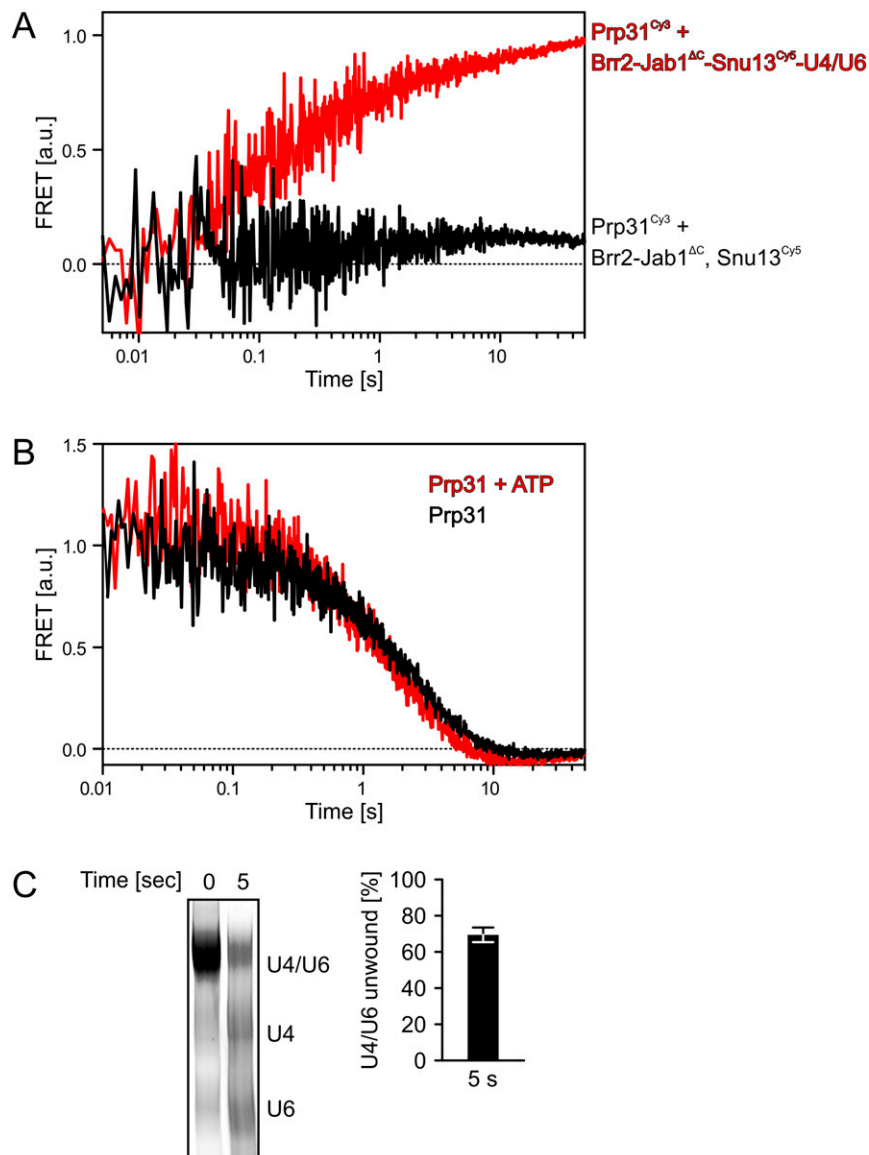 A
1.0
0.5
0.0
FRET [a.u.]
0.01 0.1 1 10
Time [s]
Prp31Cy3 +
Brr2-Jab1ΔC-Snu13Cy5-U4/U6
Prp31Cy3 +
Brr2-Jab1ΔC, Snu13Cy5
B
1.5
1.0
0.5
0.0
FRET [a.u.]
Prp31 + ATP
Prp31
0.01 0.1 1 10
Time [s]
C
Time [sec] 0 5
U4/U6
U4
U6
U4/U6 unwound [%]
100
80
60
40
20
0
5 s